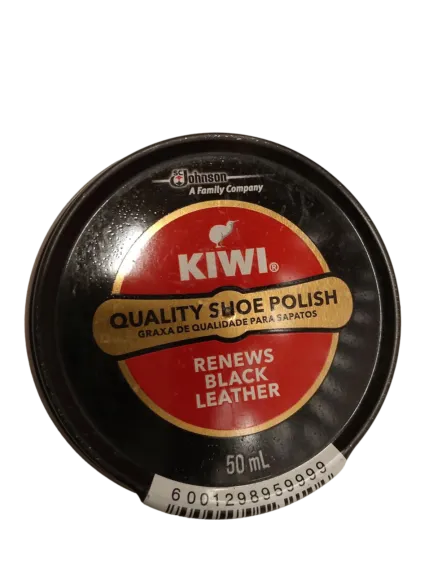 SC Johnson
A Family Company
KIWI®
QUALITY SHOE POLISH
GRAXA DE QUALIDADE PARA SAPATOS
RENEWS
BLACK
LEATHER
50 mL
6001298959999